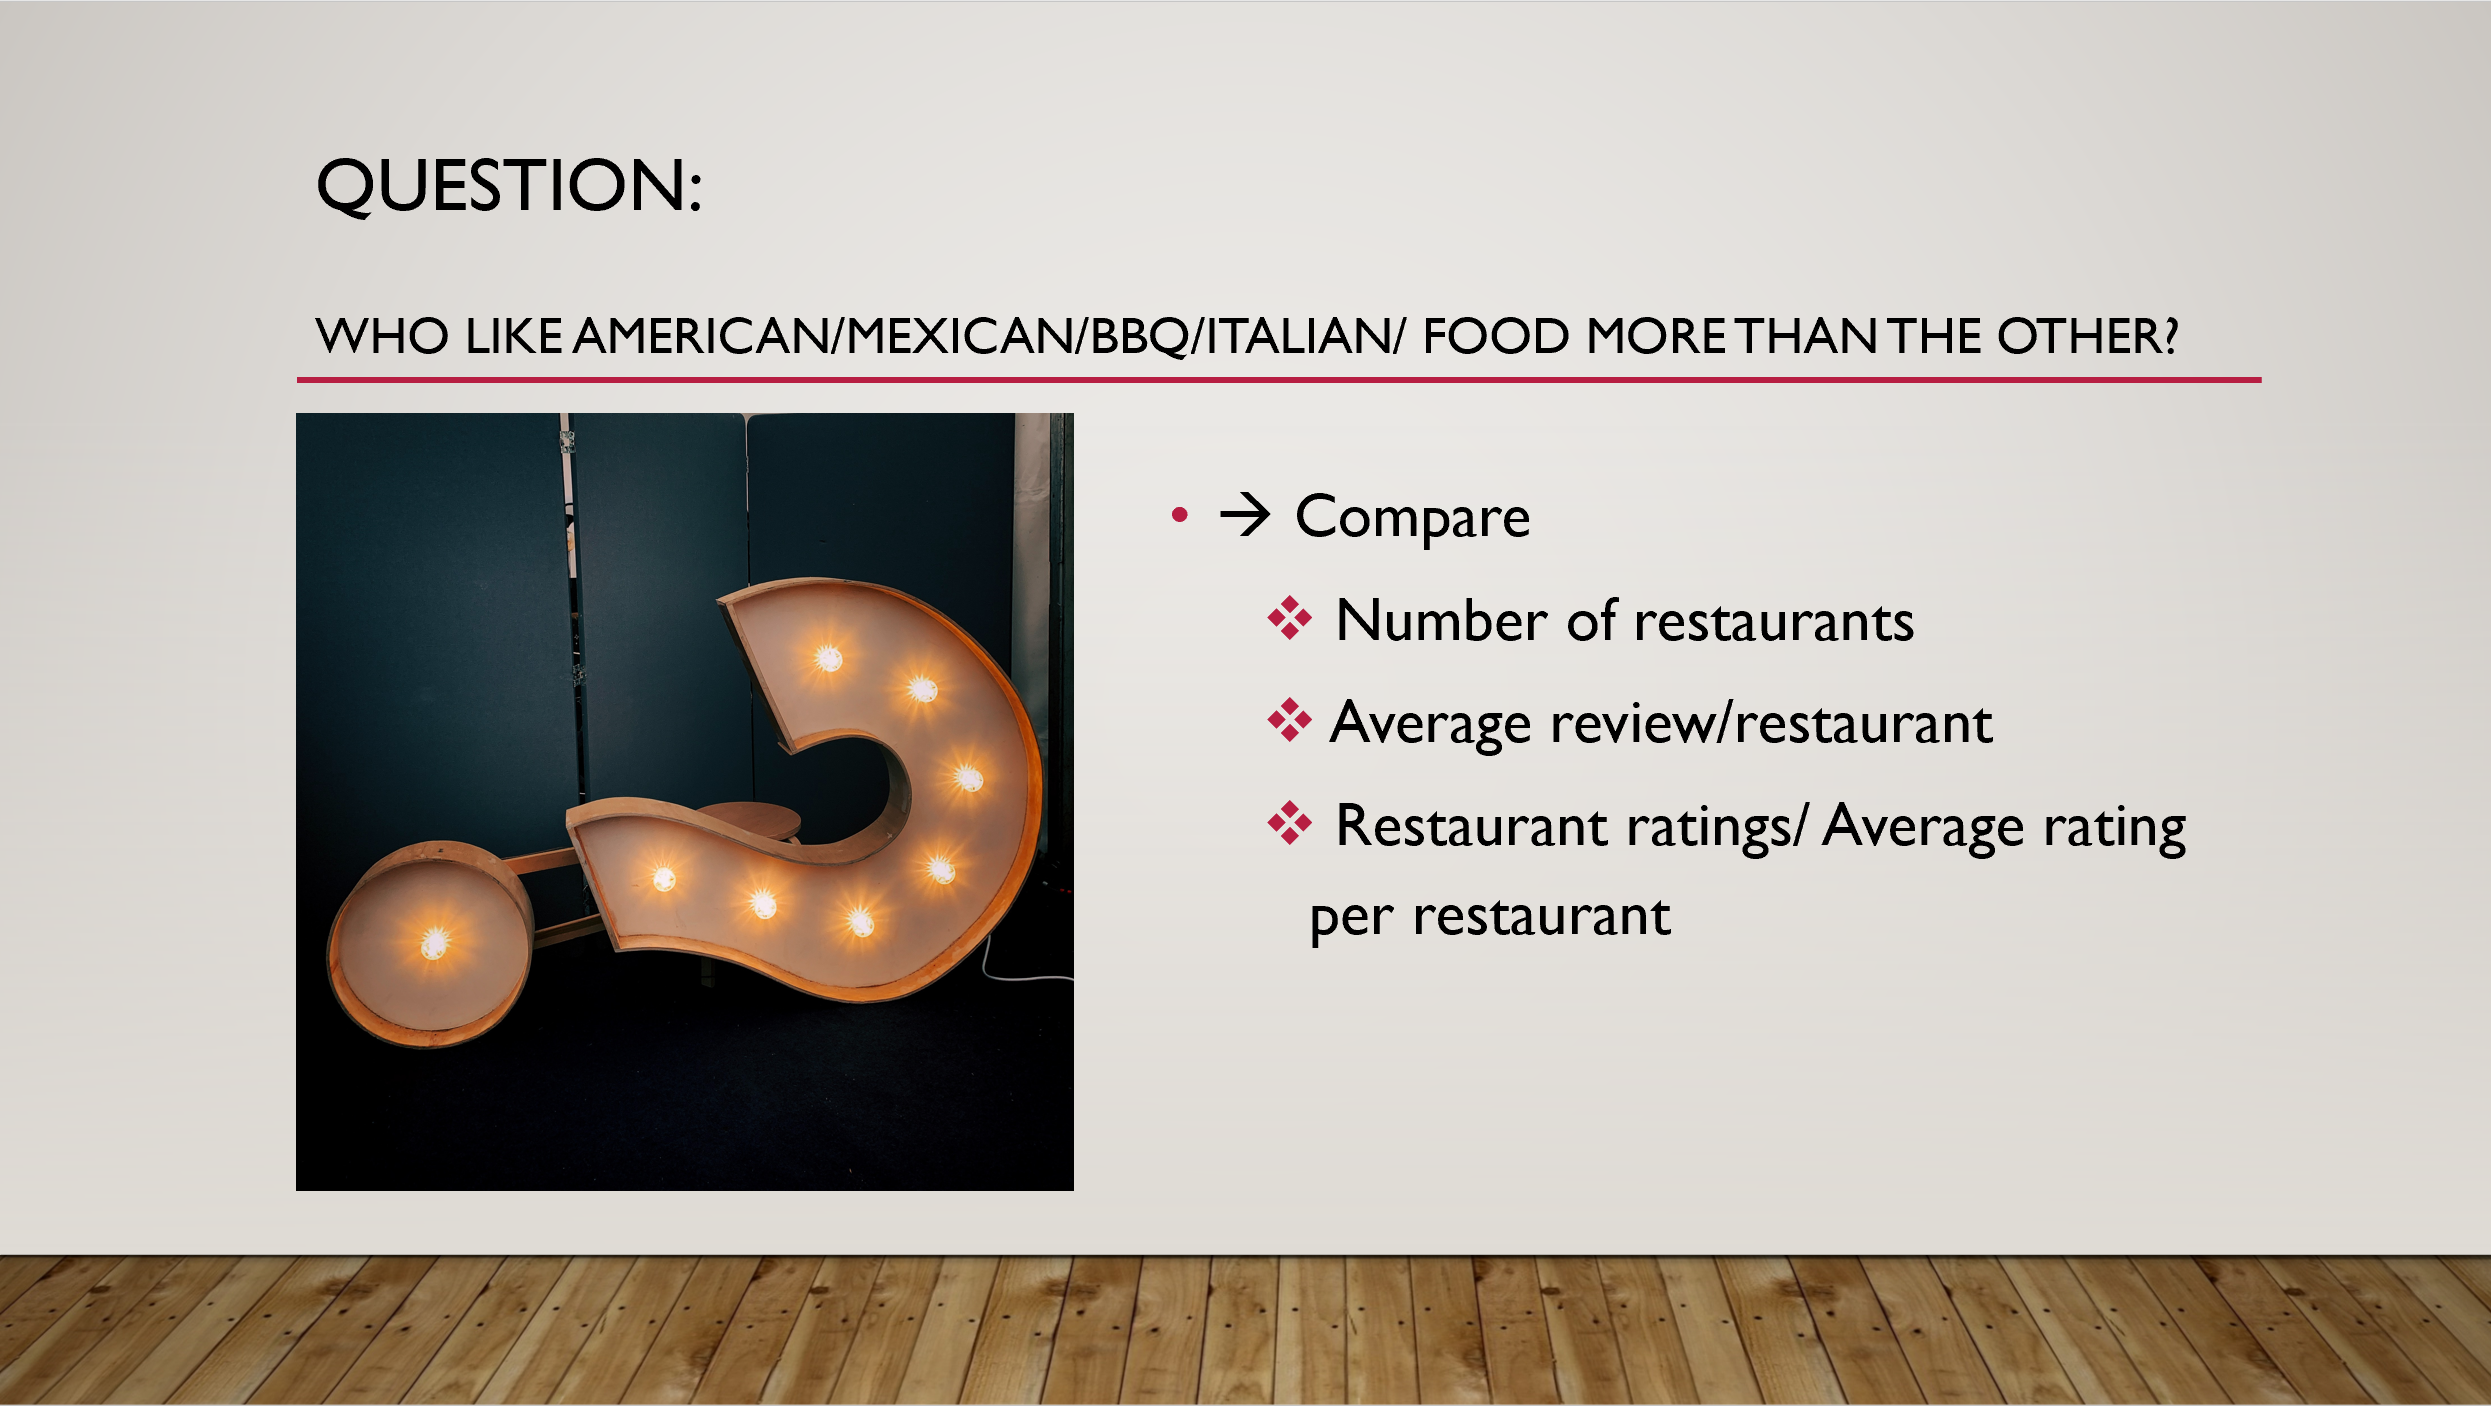 QUESTION:
WHO LIKE AMERICAN/MEXICAN/BBQ/ITALIAN/ FOOD MORE THAN THE OTHER?
• → Compare
❖ Number of restaurants
❖ Average review/restaurant
❖ Restaurant ratings/ Average rating
per restaurant